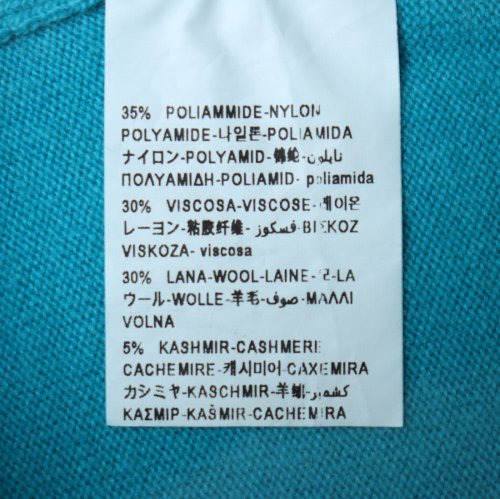 35% POLIAMMIDE-NYLON
POLYAMIDE-나일론-POLIAMIDA
ナイロン-POLYAMID-锦纶-نايلون
ΠΟΛΥΑΜΙΔΗ-POLIAMID- poliamida
30% VISCOSA-VISCOSE-레이온
レーヨン-粘胶纤维-فسكوز-BİSKOZ
VISKOZA- viscosa
30% LANA-WOOL-LAINE-모-LA
ウール-WOLLE-羊毛-صوف-ΜΑΛΛΙ
VOLNA
5% KASHMIR-CASHMERE
CACHEMIRE-캐시미어-CAXEMIRA
カシミヤ-KASCHMIR-羊绒-كشمير
ΚΑΣΜΙΡ-KAŠMIR-CACHEMIRA